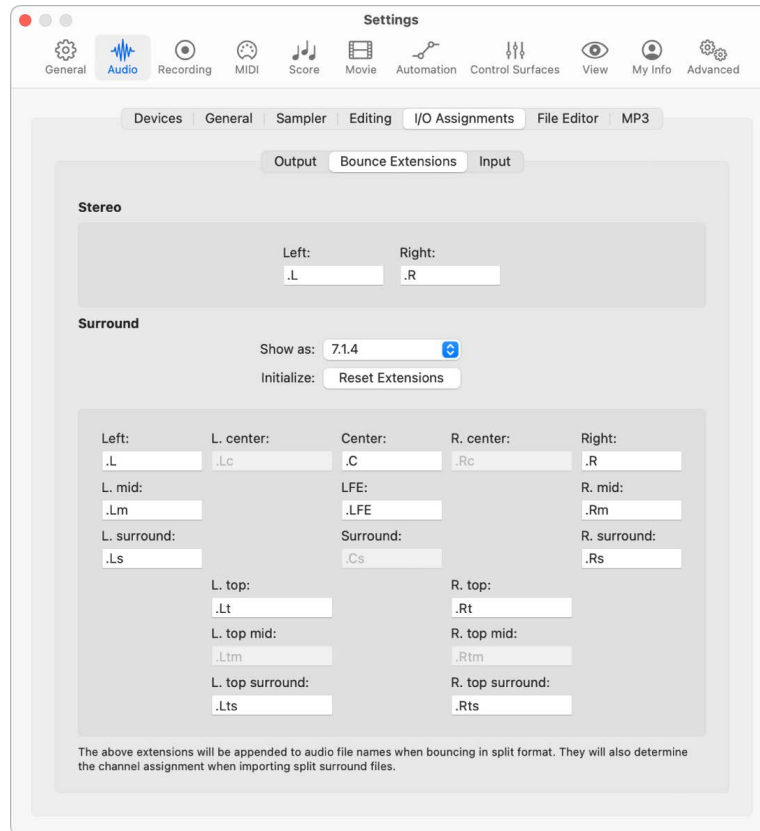 Settings
General Audio Recording MIDI Score Movie Automation Control Surfaces View My Info Advanced
Devices General Sampler Editing I/O Assignments File Editor MP3
Output Bounce Extensions Input
Stereo
Left: Right:
.L .R
Surround
Show as: 7.1.4
Initialize: Reset Extensions
Left: L. center: Center: R. center: Right:
.L .Lc .C .Rc .R
L. mid: LFE: R. mid:
.Lm .LFE .Rm
L. surround: Surround: R. surround:
.Ls .Cs .Rs
L. top: R. top:
.Lt .Rt
L. top mid: R. top mid:
.Ltm .Rtm
L. top surround: R. top surround:
.Lts .Rts
The above extensions will be appended to audio file names when bouncing in split format. They will also determine
the channel assignment when importing split surround files.